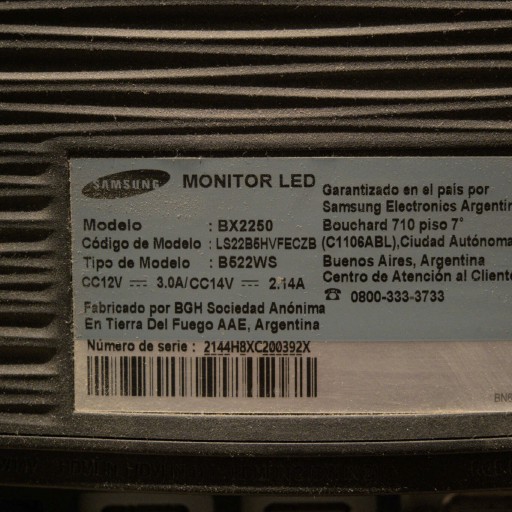 SAMSUNG MONITOR LED
Modelo : BX2250
Código de Modelo : LS22B5HVFECZB
Tipo de Modelo : B522WS
CC12V ⎓ 3.0A/CC14V ⎓ 2.14A
Fabricado por BGH Sociedad Anónima
En Tierra Del Fuego AAE, Argentina
Número de serie : 2144H8XC200392X
Garantizado en el país por
Samsung Electronics Argentin
Bouchard 710 piso 7°
(C1106ABL),Ciudad Autónoma
Buenos Aires, Argentina
Centro de Atención al Cliente
☎ 0800-333-3733